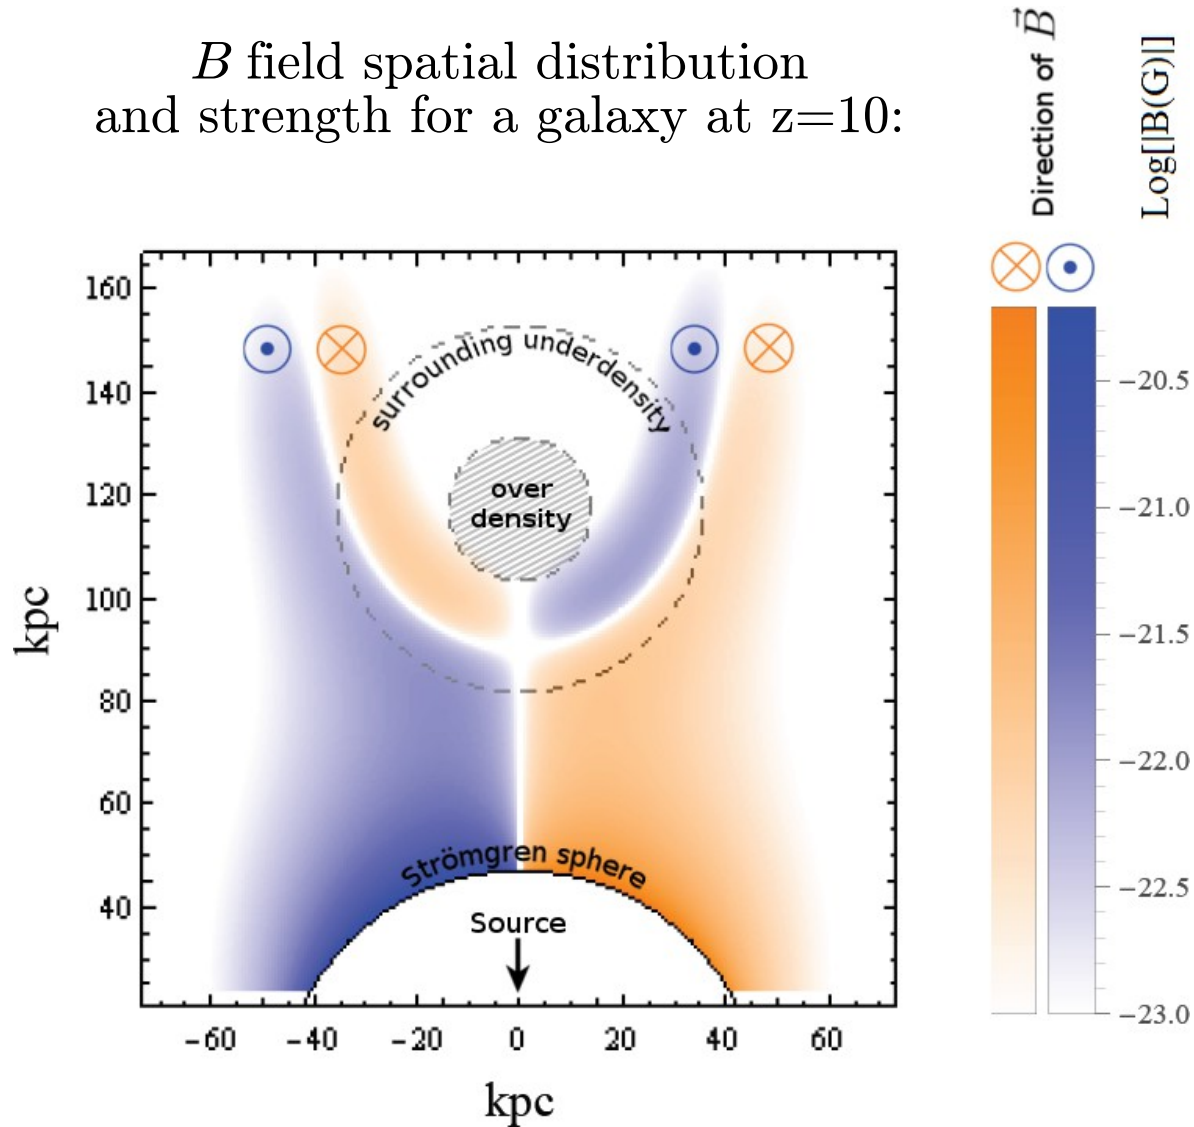 B field spatial distribution
and strength for a galaxy at z=10:
Direction of B⃗
Log[|B(G)|]
160
140
120
100
80
60
40
kpc
surrounding underdensity
over
density
Strömgren sphere
Source
−60
−40
−20
0
20
40
60
kpc
−20.5
−21.0
−21.5
−22.0
−22.5
−23.0